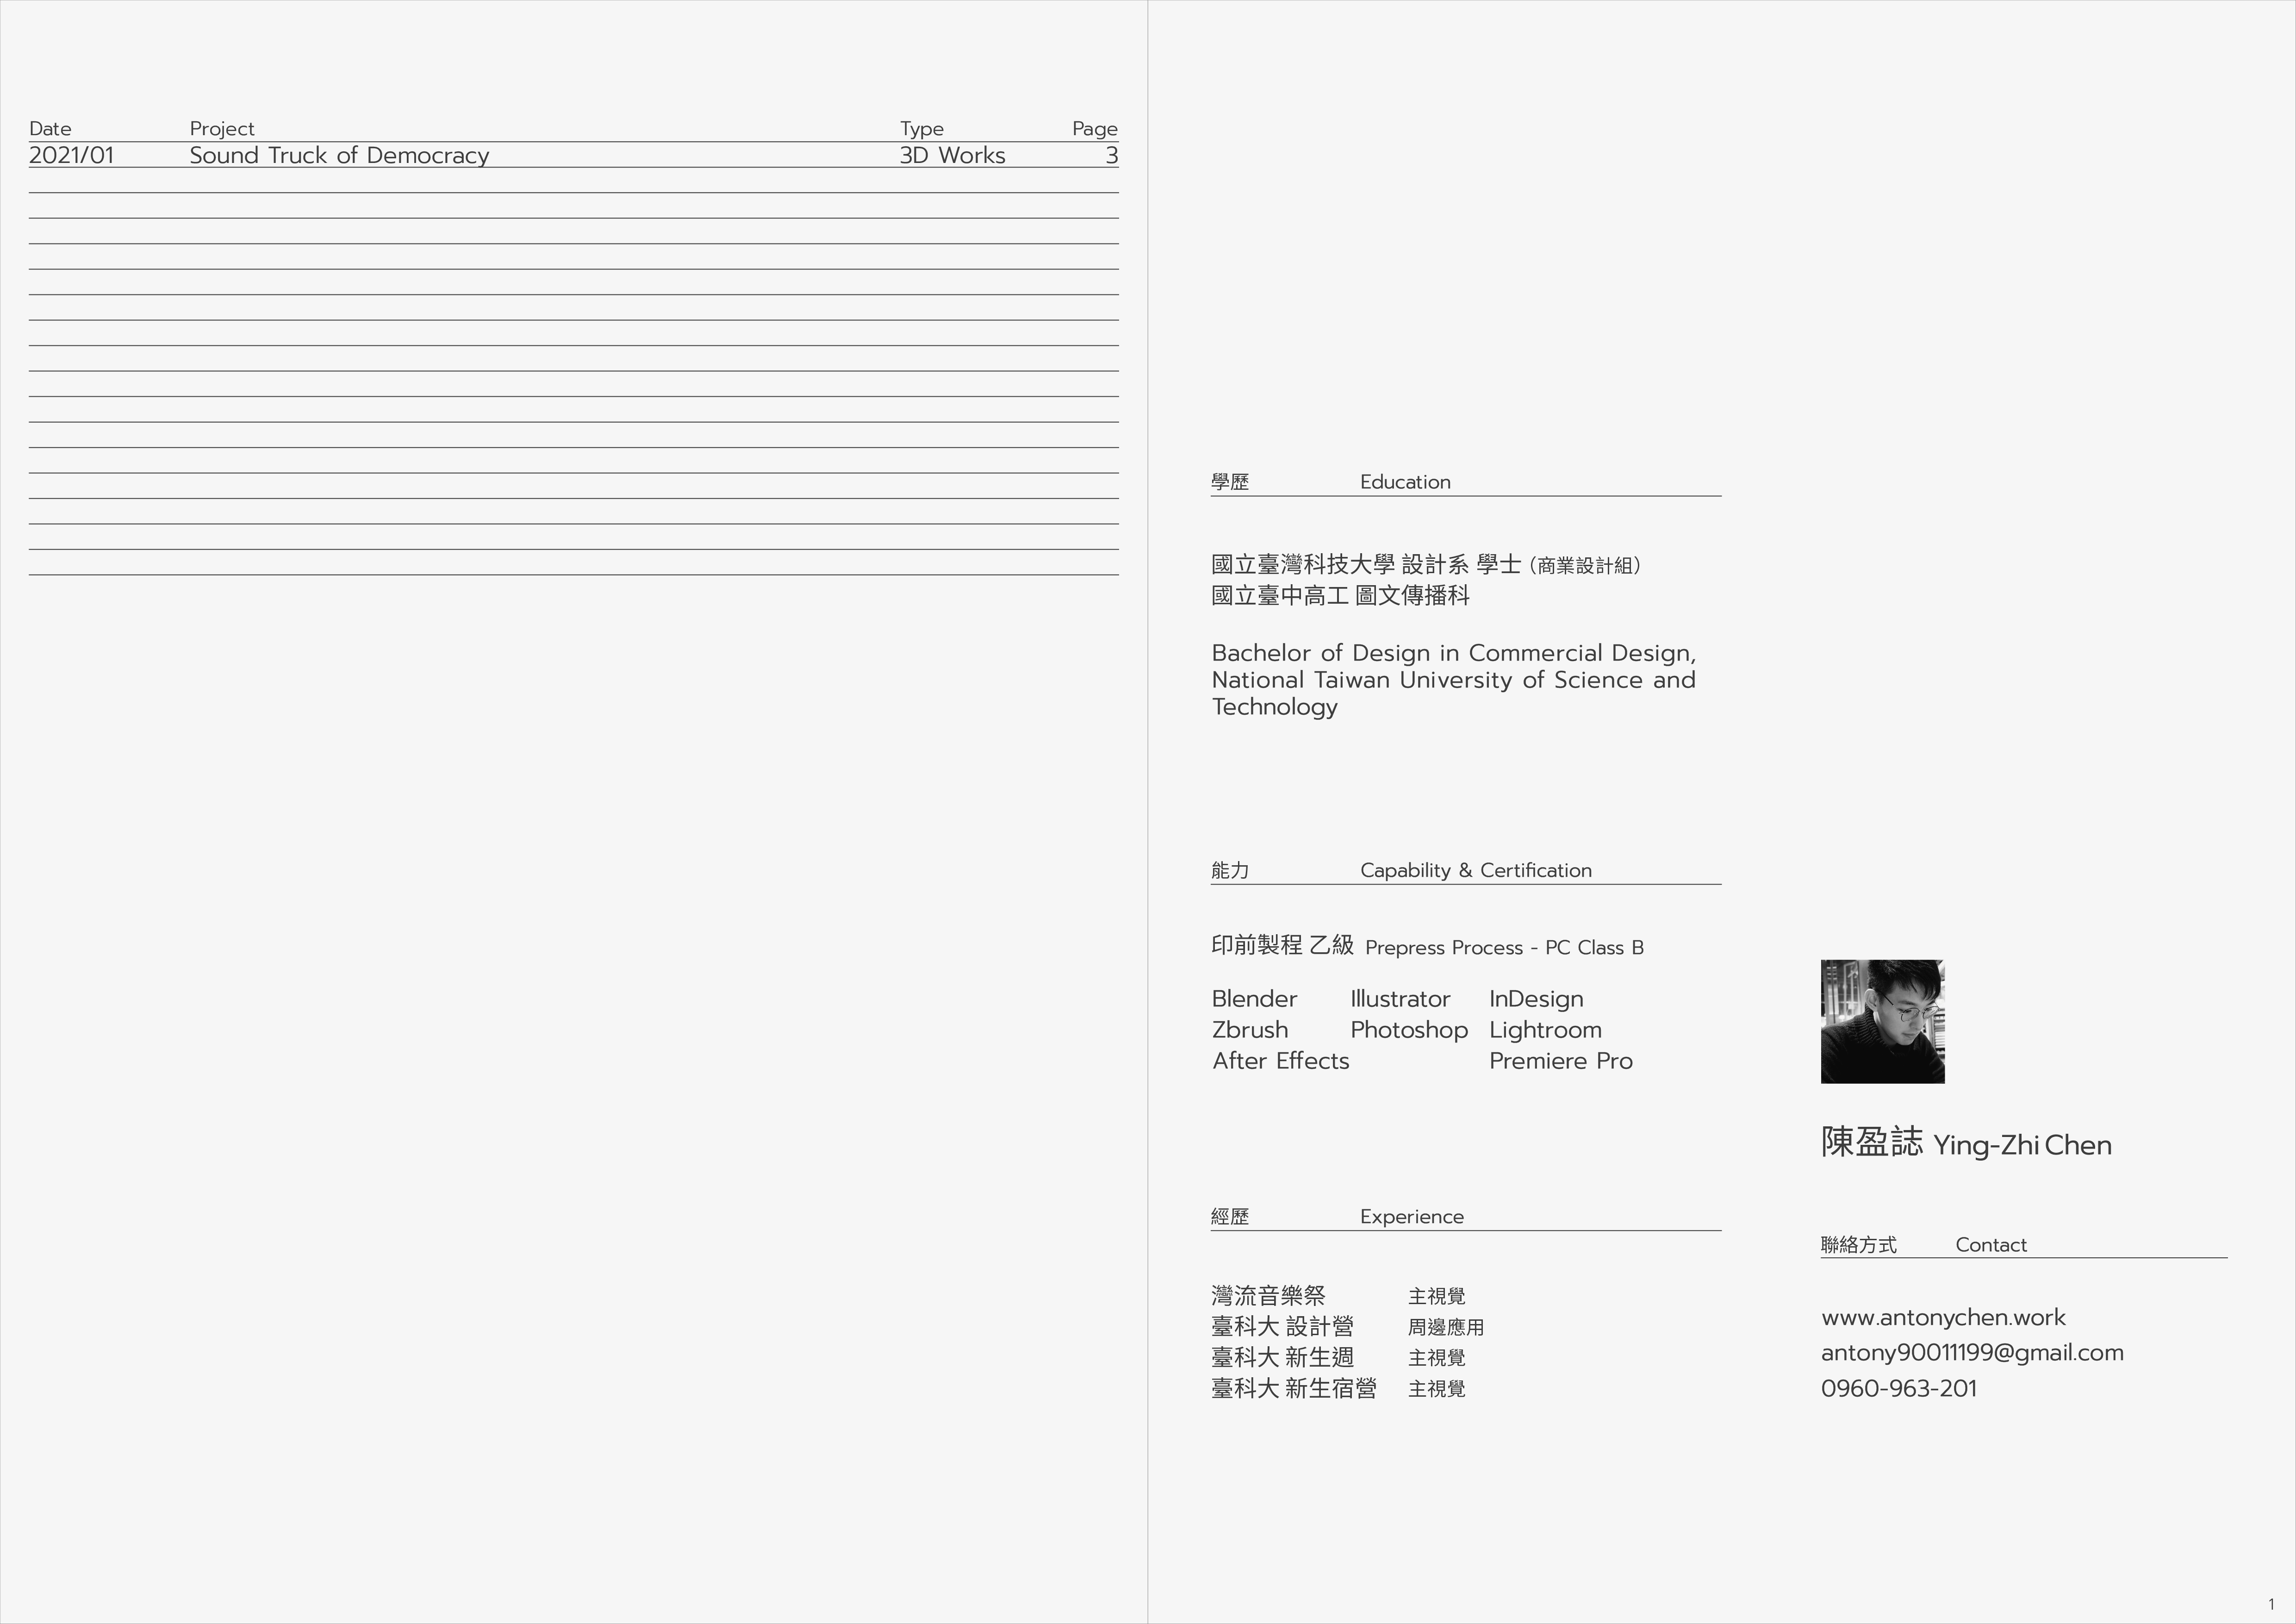 Date Project Type Page
2021/01 Sound Truck of Democracy 3D Works 3
學歷 Education
國立臺灣科技大學 設計系 學士（商業設計組）
國立臺中高工 圖文傳播科
Bachelor of Design in Commercial Design,
National Taiwan University of Science and
Technology
能力 Capability & Certification
印前製程 乙級 Prepress Process - PC Class B
Blender Illustrator InDesign
Zbrush Photoshop Lightroom
After Effects Premiere Pro
經歷 Experience
灣流音樂祭 主視覺
臺科大 設計營 周邊應用
臺科大 新生週 主視覺
臺科大 新生宿營 主視覺
陳盈誌 Ying-Zhi Chen
聯絡方式 Contact
www.antonychen.work
antony90011199@gmail.com
0960-963-201
1